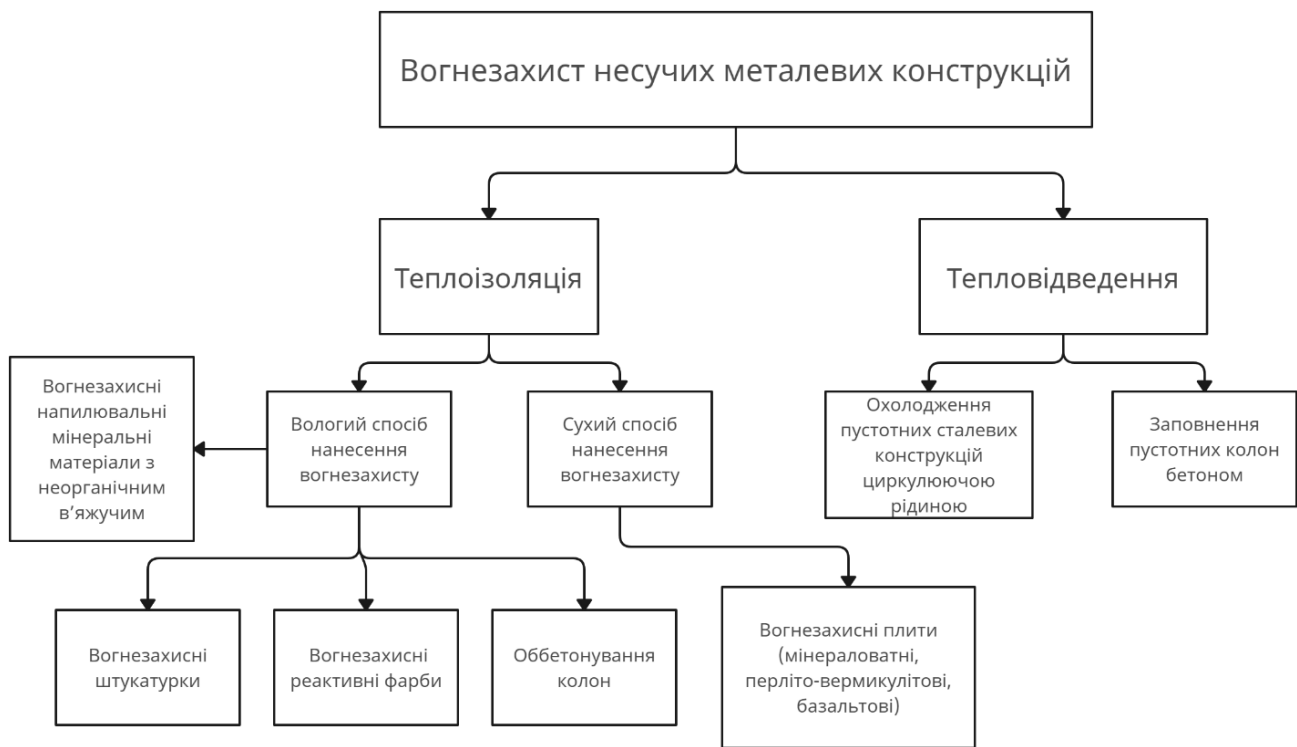 Вогнезахист несучих металевих конструкцій
Теплоізоляція
Тепловідведення
Вогнезахисні
напилювальні
мінеральні
матеріали з
неорганічним
в’яжучим
Вологий спосіб
нанесення
вогнезахисту
Сухий спосіб
нанесення
вогнезахисту
Охолодження
пустотних сталевих
конструкцій
циркулюючою
рідиною
Заповнення
пустотних колон
бетоном
Вогнезахисні
штукатурки
Вогнезахисні
реактивні фарби
Оббетонування
колон
Вогнезахисні плити
(мінераловатні,
перліто-вермикулітові,
базальтові)